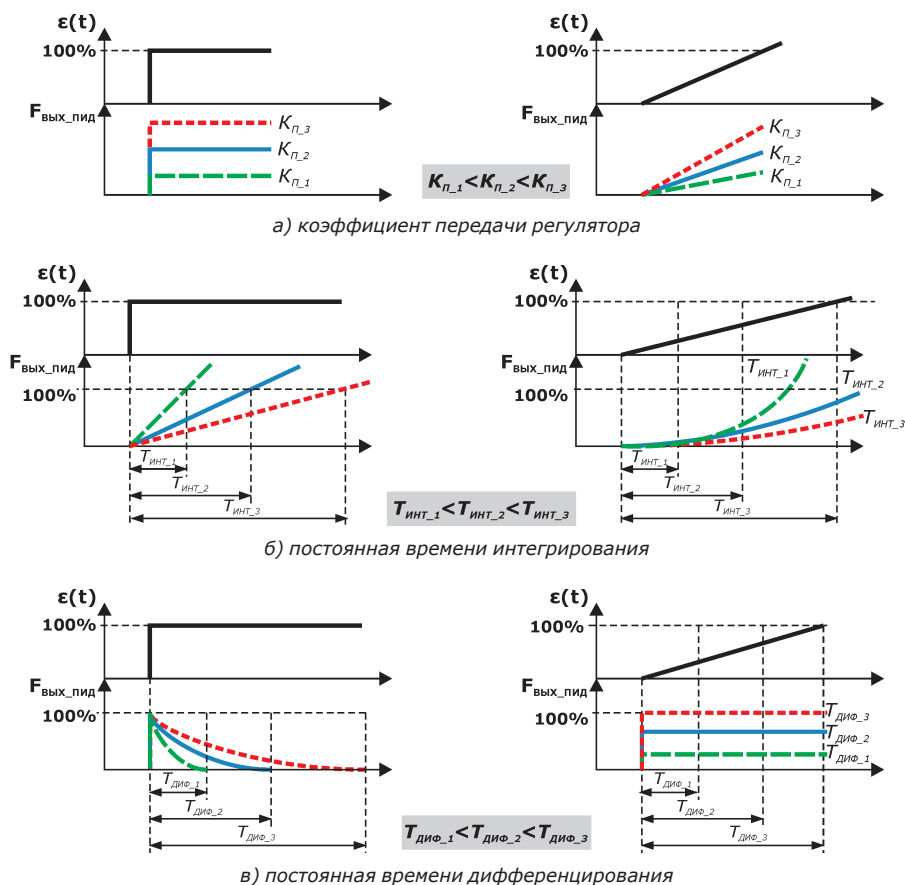 ε(t)
100%
Fвых_пид
КП_3
КП_2
КП_1
ε(t)
100%
Fвых_пид
КП_3
КП_2
КП_1
КП_1<КП_2<КП_3
а) коэффициент передачи регулятора
ε(t)
100%
Fвых_пид
100%
ТИНТ_1
ТИНТ_2
ТИНТ_3
ε(t)
100%
Fвых_пид
100%
ТИНТ_1
ТИНТ_2
ТИНТ_3
ТИНТ_1
ТИНТ_2
ТИНТ_3
ТИНТ_1<ТИНТ_2<ТИНТ_3
б) постоянная времени интегрирования
ε(t)
100%
Fвых_пид
100%
ТДИФ_1
ТДИФ_2
ТДИФ_3
ε(t)
100%
Fвых_пид
100%
ТДИФ_3
ТДИФ_2
ТДИФ_1
ТДИФ_1
ТДИФ_2
ТДИФ_3
ТДИФ_1<ТДИФ_2<ТДИФ_3
в) постоянная времени дифференцирования